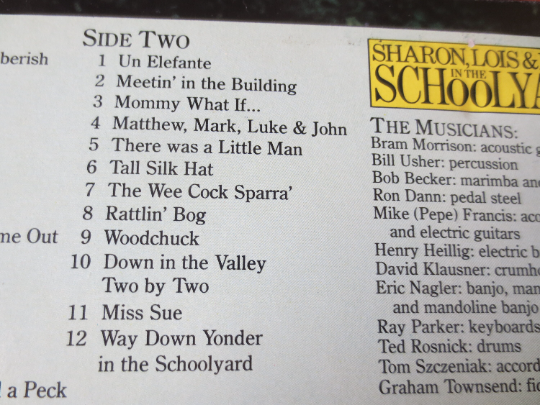 berish
me Out
a Peck
SIDE TWO
1 Un Elefante
2 Meetin' in the Building
3 Mommy What If...
4 Matthew, Mark, Luke & John
5 There was a Little Man
6 Tall Silk Hat
7 The Wee Cock Sparra'
8 Rattlin' Bog
9 Woodchuck
10 Down in the Valley
Two by Two
11 Miss Sue
12 Way Down Yonder
in the Schoolyard
SHARON, LOIS &
IN THE
SCHOOLYA
THE MUSICIANS:
Bram Morrison: acoustic g
Bill Usher: percussion
Bob Becker: marimba an
Ron Dann: pedal steel
Mike (Pepe) Francis: aco
and electric guitars
Henry Heillig: electric b
David Klausner: crumh
Eric Nagler: banjo, man
and mandoline banjo
Ray Parker: keyboards
Ted Rosnick: drums
Tom Szczeniak: accord
Graham Townsend: fid